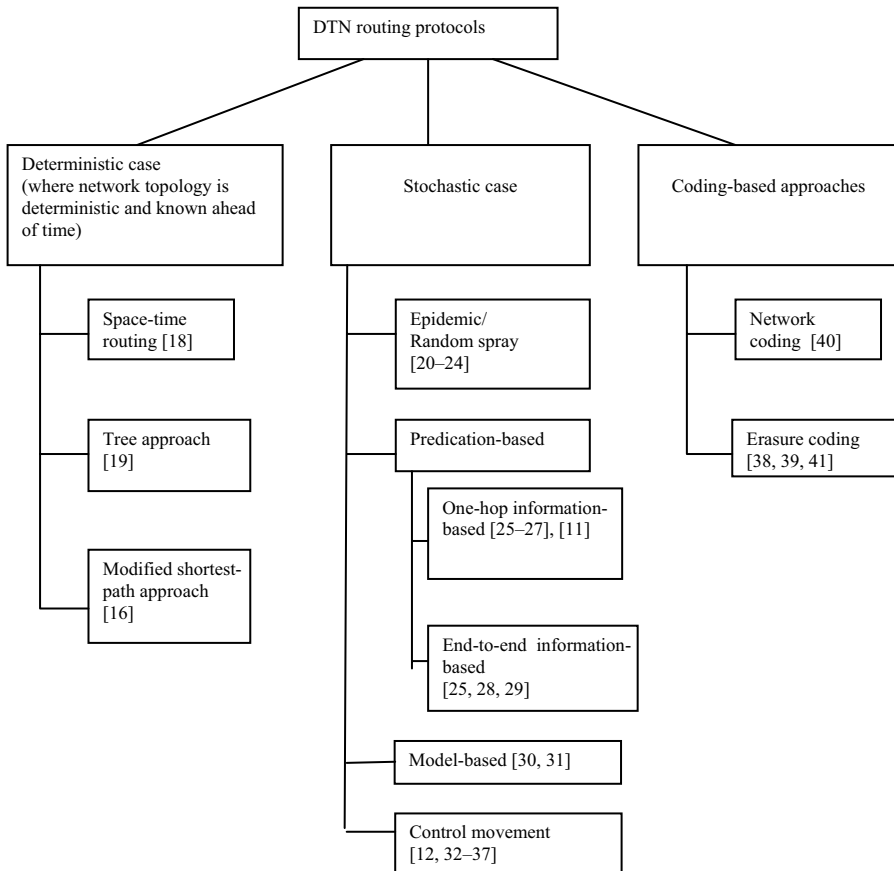 DTN routing protocols
Deterministic case
(where network topology is
deterministic and known ahead
of time)
Space-time
routing [18]
Tree approach
[19]
Modified shortest-
path approach
[16]
Stochastic case
Epidemic/
Random spray
[20–24]
Predication-based
One-hop information-
based [25–27], [11]
End-to-end information-
based
[25, 28, 29]
Model-based [30, 31]
Control movement
[12, 32–37]
Coding-based approaches
Network
coding [40]
Erasure coding
[38, 39, 41]